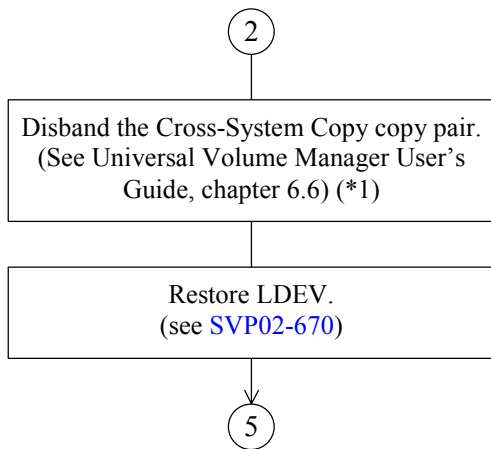 2
Disband the Cross-System Copy copy pair.
(See Universal Volume Manager User's
Guide, chapter 6.6) (*1)
Restore LDEV.
(see SVP02-670)
5